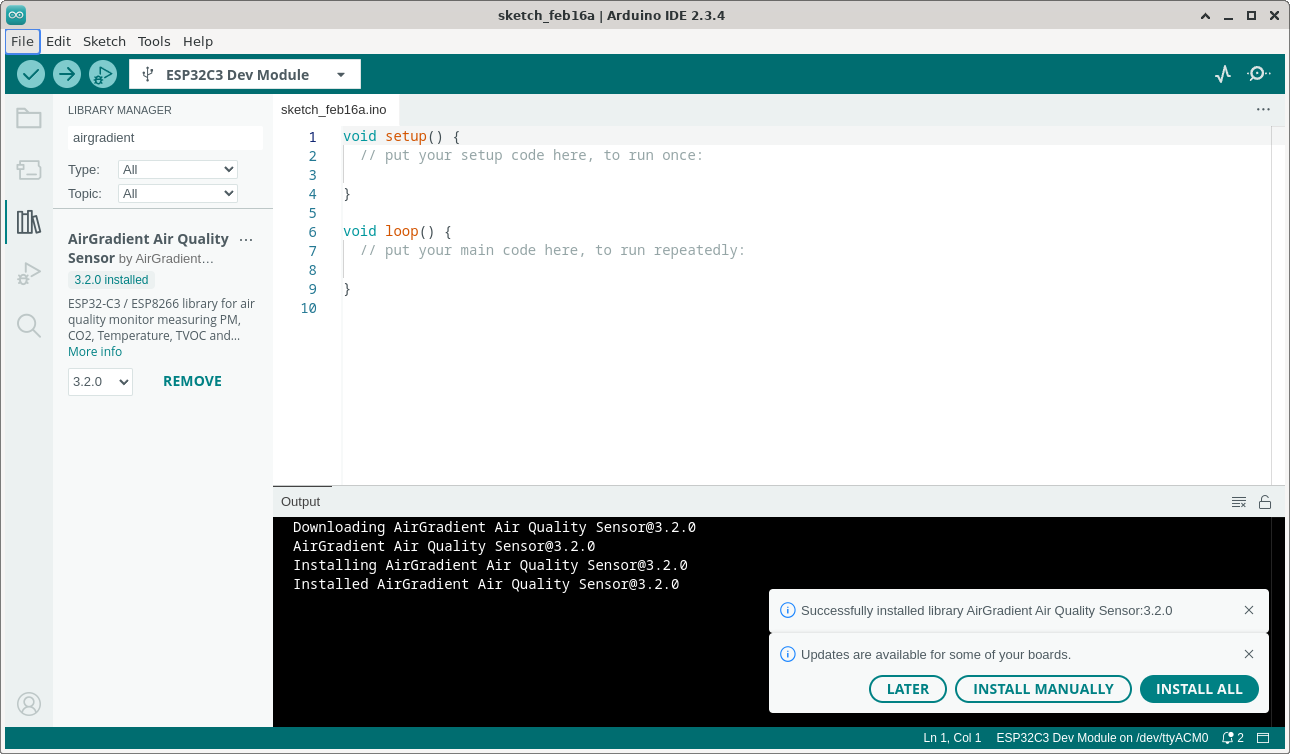 sketch_feb16a | Arduino IDE 2.3.4
File Edit Sketch Tools Help
ESP32C3 Dev Module
LIBRARY MANAGER
airgradient
Type: All
Topic: All
AirGradient Air Quality
Sensor by AirGradient…
3.2.0 installed
ESP32-C3 / ESP8266 library for air
quality monitor measuring PM,
CO2, Temperature, TVOC and...
More info
3.2.0
REMOVE
sketch_feb16a.ino
1 void setup() {
2 // put your setup code here, to run once:
3
4 }
5
6 void loop() {
7 // put your main code here, to run repeatedly:
8
9 }
10
Output
Downloading AirGradient Air Quality Sensor@3.2.0
AirGradient Air Quality Sensor@3.2.0
Installing AirGradient Air Quality Sensor@3.2.0
Installed AirGradient Air Quality Sensor@3.2.0
Successfully installed library AirGradient Air Quality Sensor:3.2.0
Updates are available for some of your boards.
LATER INSTALL MANUALLY INSTALL ALL
Ln 1, Col 1 ESP32C3 Dev Module on /dev/ttyACM0 2